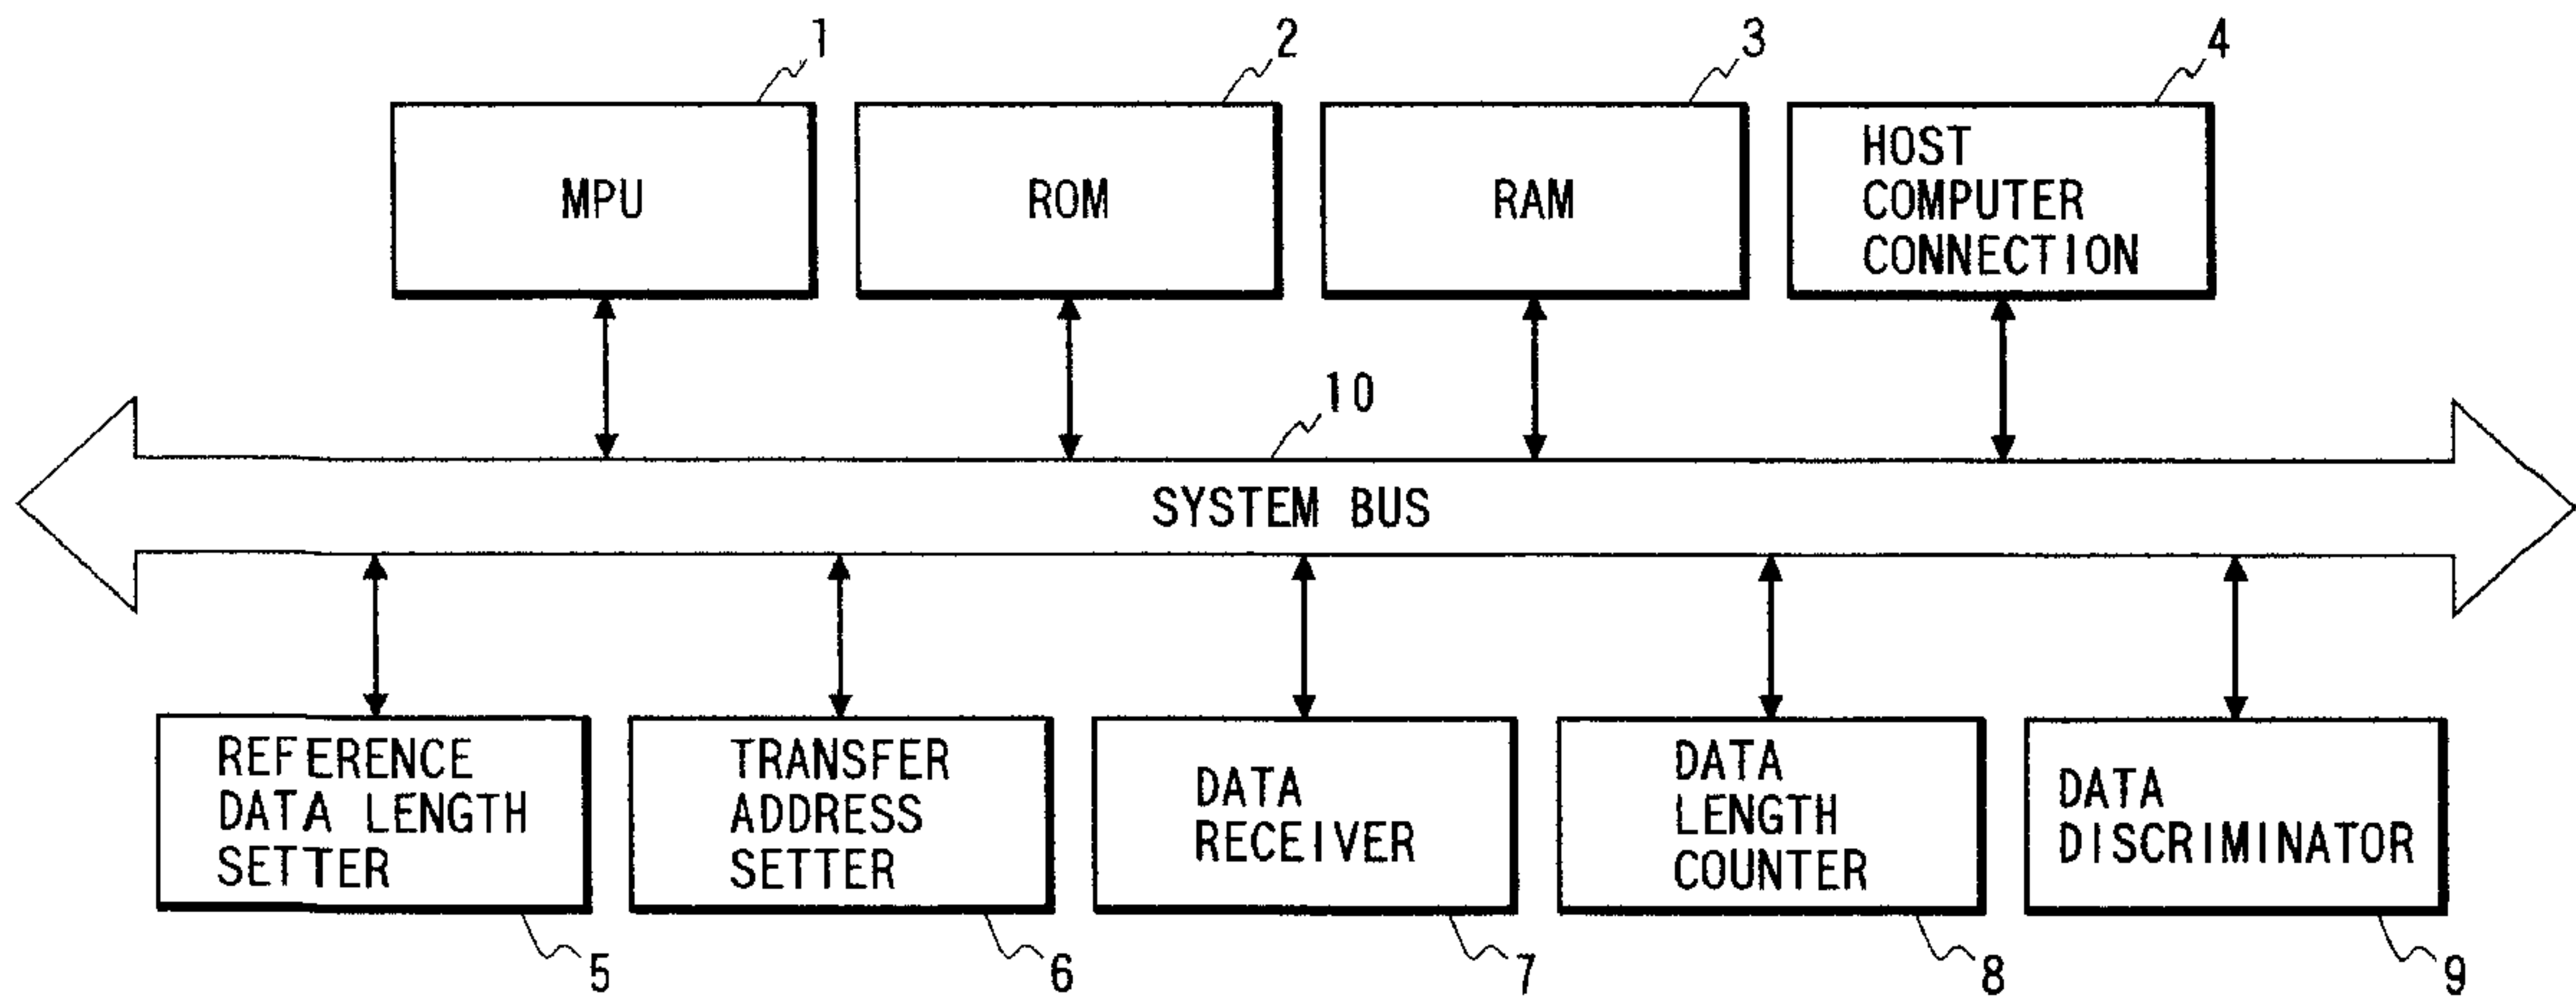 1
2
3
4
MPU
ROM
RAM
HOST
COMPUTER
CONNECTION
10
SYSTEM BUS
REFERENCE
DATA LENGTH
SETTER
TRANSFER
ADDRESS
SETTER
DATA
RECEIVER
DATA
LENGTH
COUNTER
DATA
DISCRIMINATOR
5
6
7
8
9